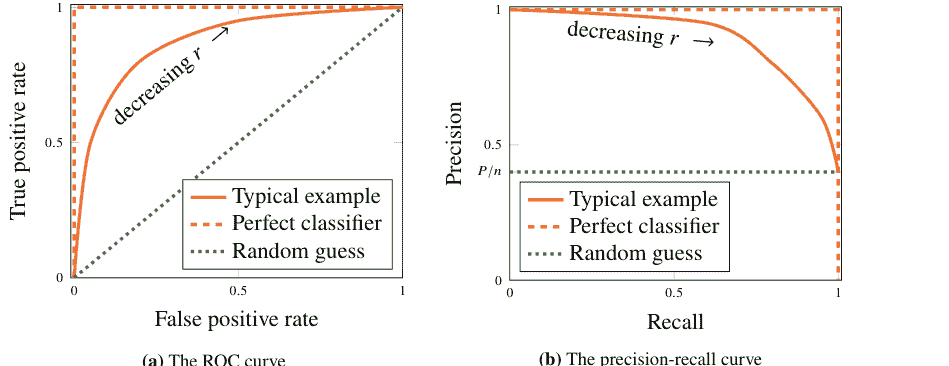 1
0.5
0
True positive rate
decreasing r →
Typical example
Perfect classifier
Random guess
0
0.5
1
False positive rate
(a) The ROC curve
1
0.5
P/n
0
Precision
decreasing r →
Typical example
Perfect classifier
Random guess
0
0.5
1
Recall
(b) The precision-recall curve